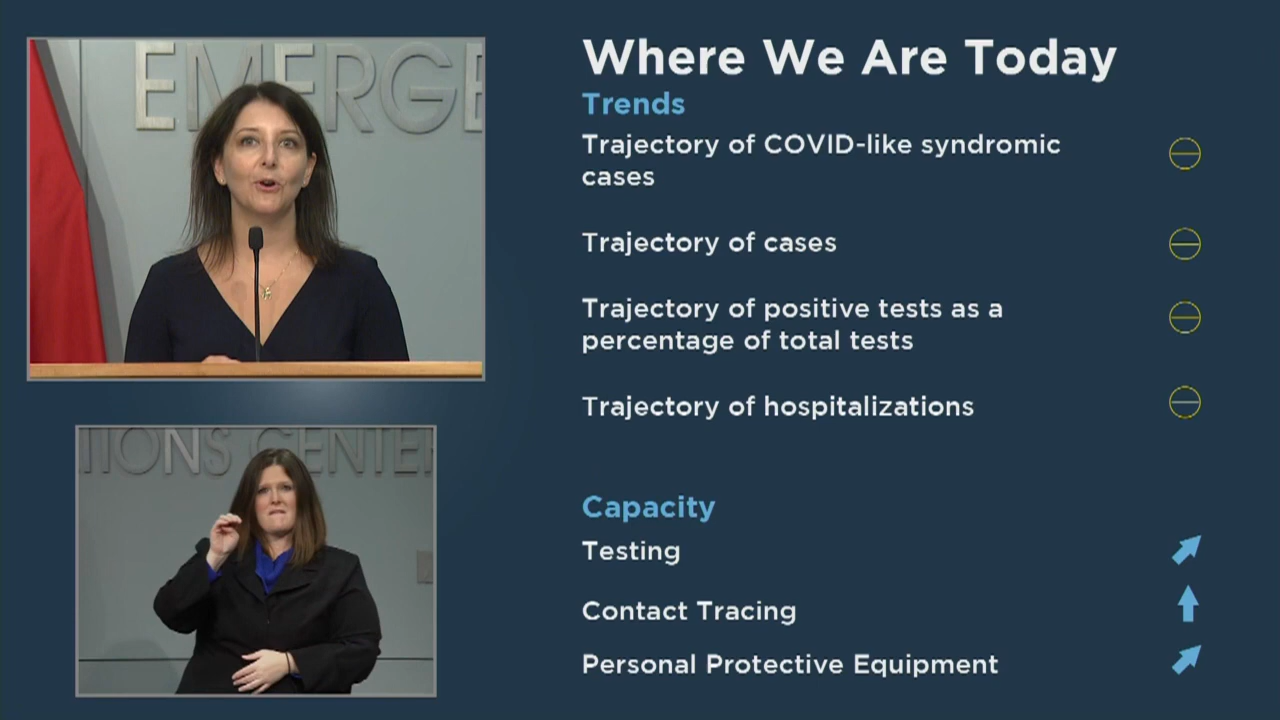 EMERGE
Where We Are Today
Trends
Trajectory of COVID-like syndromic
cases
Trajectory of cases
Trajectory of positive tests as a
percentage of total tests
Trajectory of hospitalizations
TIONS CENTER
Capacity
Testing
Contact Tracing
Personal Protective Equipment